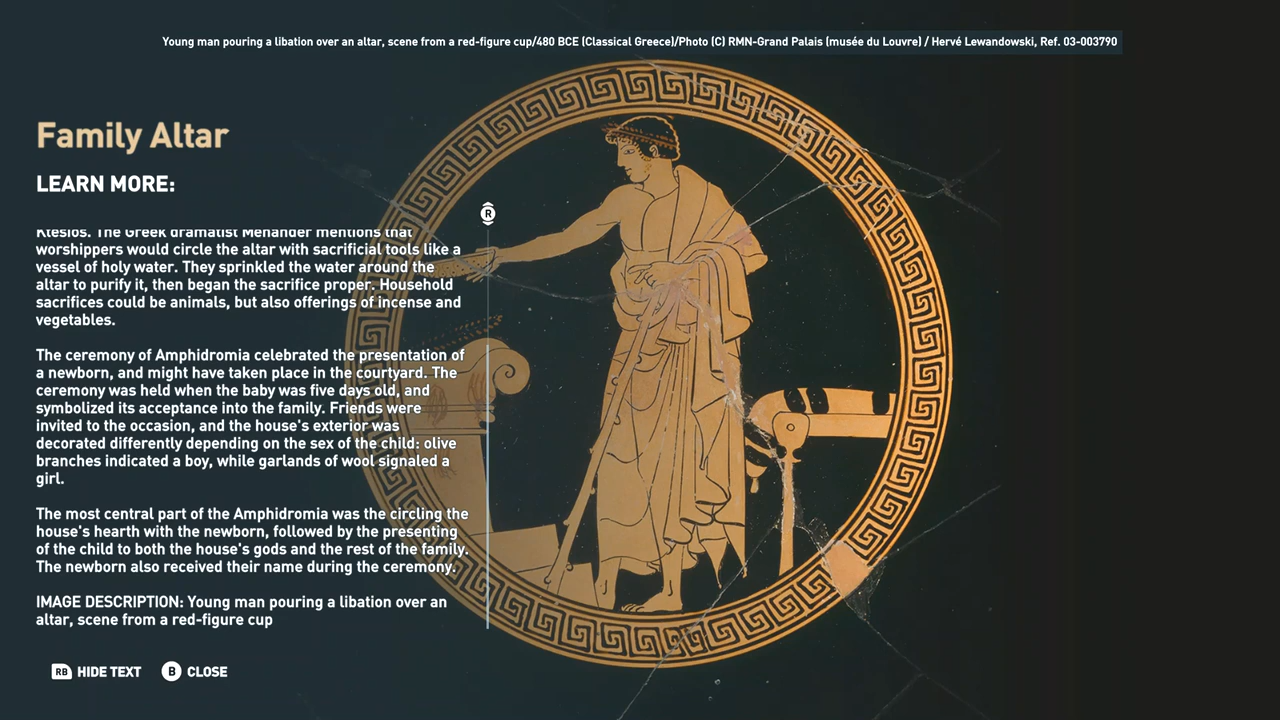 Young man pouring a libation over an altar, scene from a red-figure cup/480 BCE (Classical Greece)/Photo (C) RMN-Grand Palais (musée du Louvre) / Hervé Lewandowski, Ref. 03-003790
Family Altar
LEARN MORE:
R
Ktesios. The Greek dramatist Menander mentions that
worshippers would circle the altar with sacrificial tools like a
vessel of holy water. They sprinkled the water around the
altar to purify it, then began the sacrifice proper. Household
sacrifices could be animals, but also offerings of incense and
vegetables.
The ceremony of Amphidromia celebrated the presentation of
a newborn, and might have taken place in the courtyard. The
ceremony was held when the baby was five days old, and
symbolized its acceptance into the family. Friends were
invited to the occasion, and the house's exterior was
decorated differently depending on the sex of the child: olive
branches indicated a boy, while garlands of wool signaled a
girl.
The most central part of the Amphidromia was the circling the
house's hearth with the newborn, followed by the presenting
of the child to both the house's gods and the rest of the family.
The newborn also received their name during the ceremony.
IMAGE DESCRIPTION: Young man pouring a libation over an
altar, scene from a red-figure cup
RB HIDE TEXT B CLOSE